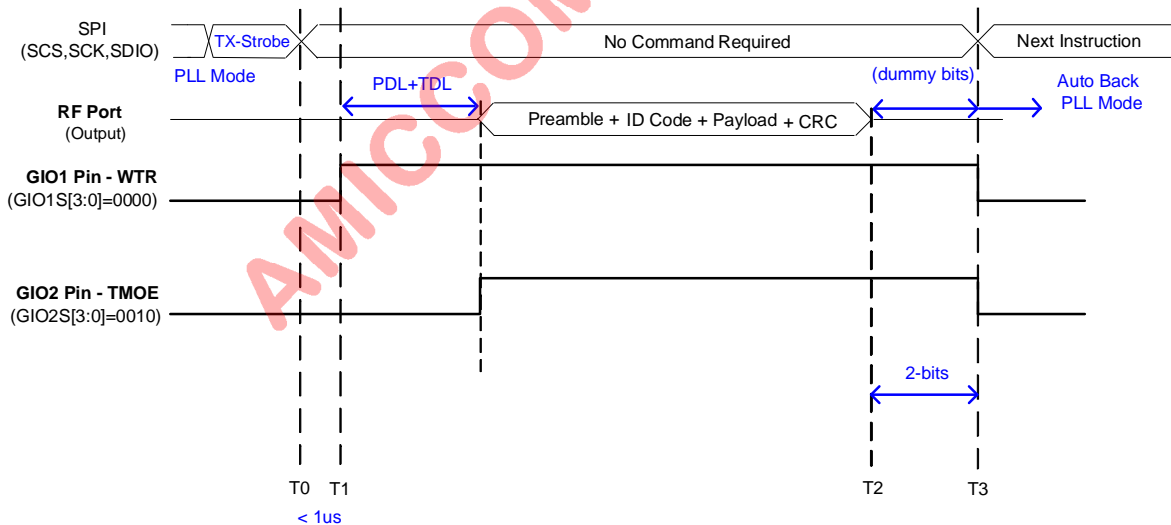 SPI
(SCS,SCK,SDIO)
TX-Strobe
No Command Required
Next Instruction
PLL Mode
PDL+TDL
(dummy bits)
Auto Back
PLL Mode
RF Port
(Output)
Preamble + ID Code + Payload + CRC
GIO1 Pin - WTR
(GIO1S[3:0]=0000)
GIO2 Pin - TMOE
(GIO2S[3:0]=0010)
2-bits
T0 T1 T2 T3
< 1us
AMICCOM